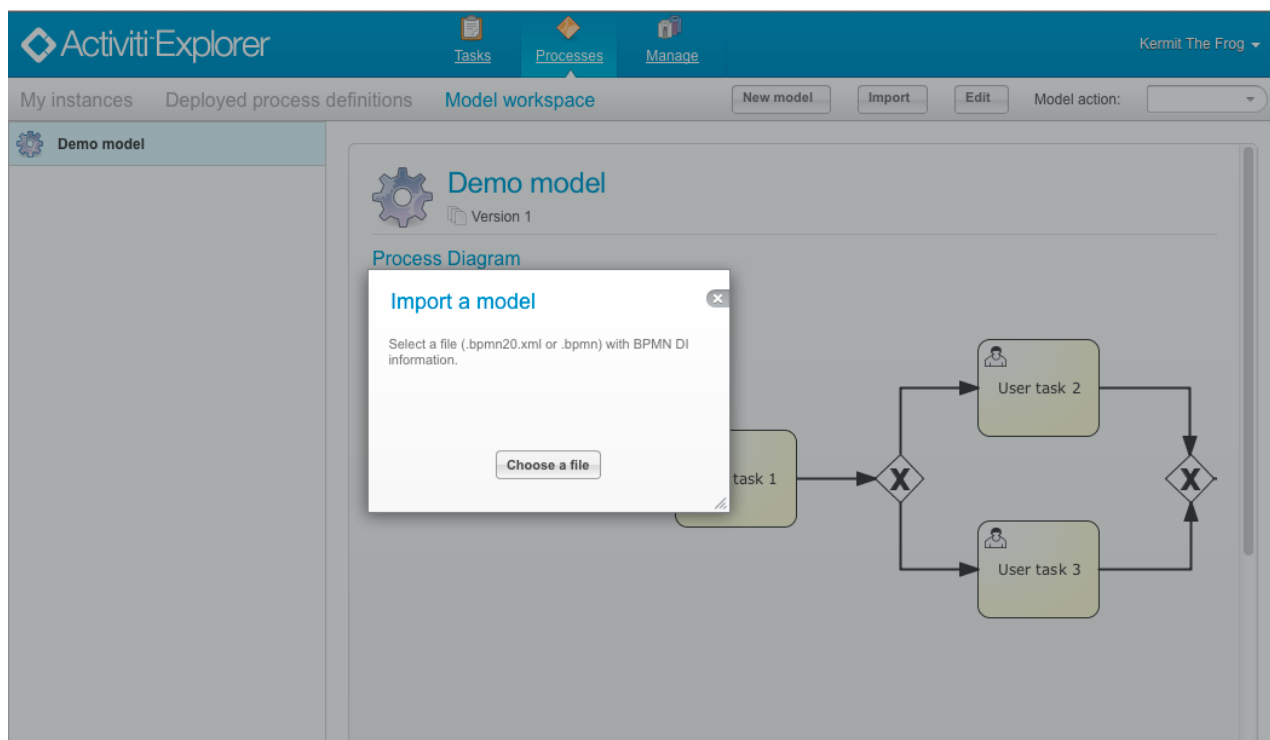 Activiti Explorer
Tasks
Processes
Manage
Kermit The Frog
My instances
Deployed process definitions
Model workspace
New model
Import
Edit
Model action:
Demo model
Demo model
Version 1
Process Diagram
Import a model
Select a file (.bpmn20.xml or .bpmn) with BPMN DI
information.
Choose a file
task 1
X
User task 2
User task 3
X